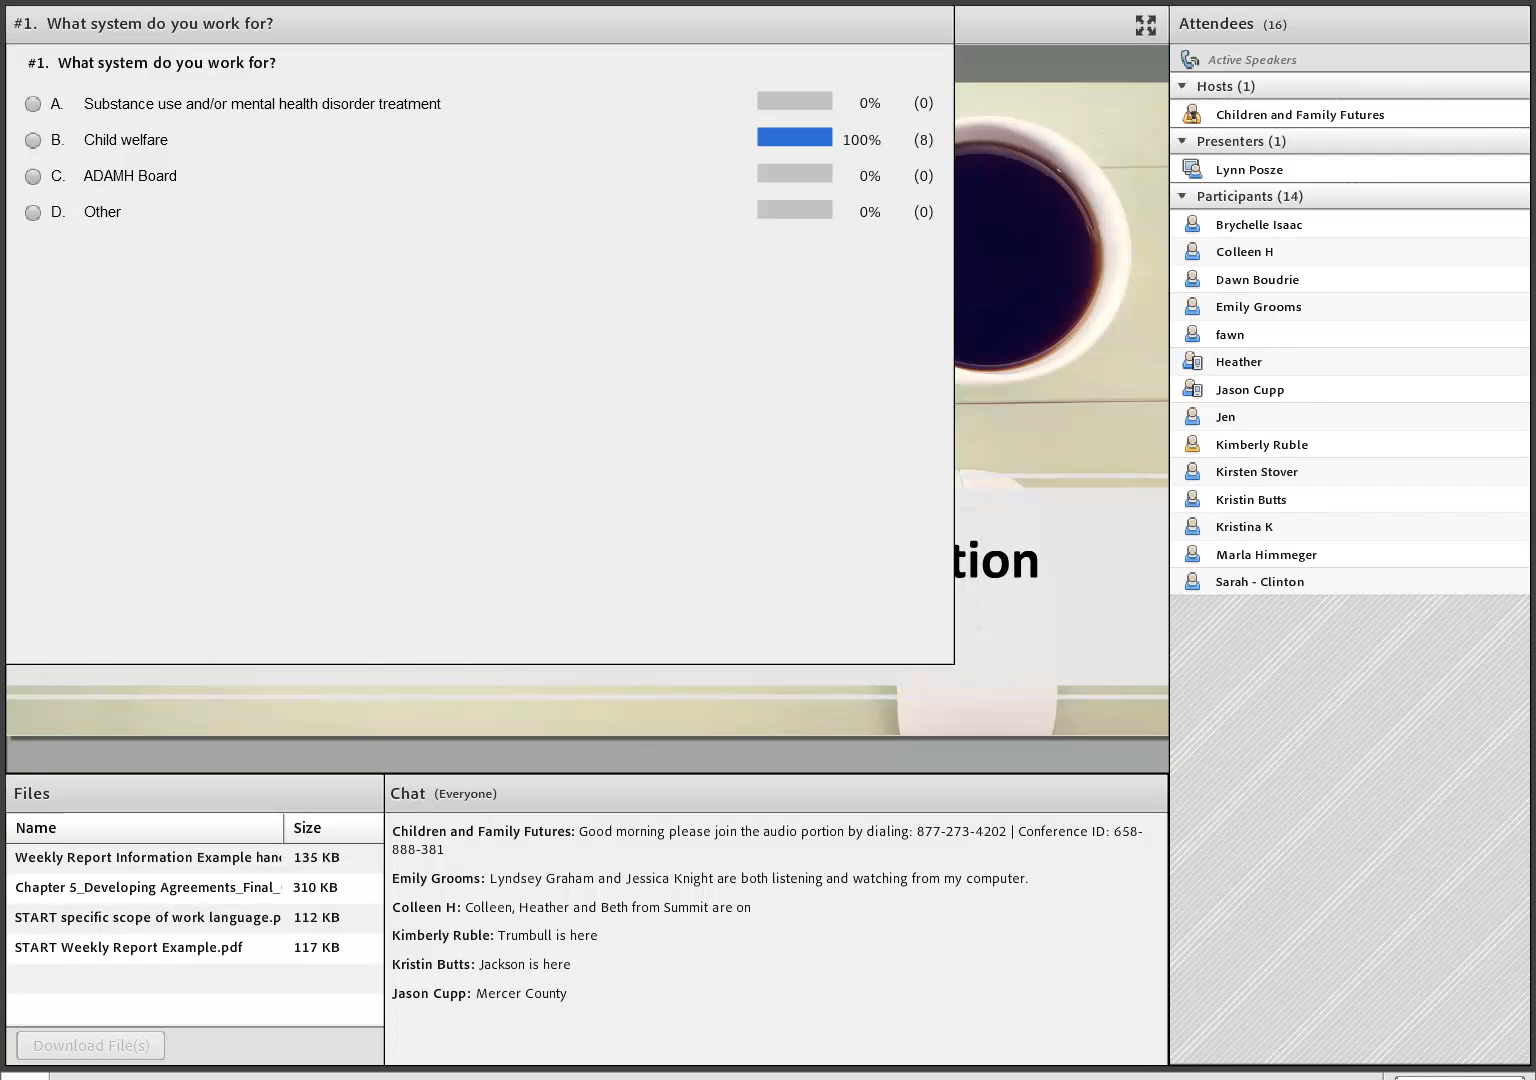 #1. What system do you work for?
#1. What system do you work for?
A. Substance use and/or mental health disorder treatment 0% (0)
B. Child welfare 100% (8)
C. ADAMH Board 0% (0)
D. Other 0% (0)
tion
Attendees (16)
Active Speakers
Hosts (1)
Children and Family Futures
Presenters (1)
Lynn Posze
Participants (14)
Brychelle Isaac
Colleen H
Dawn Boudrie
Emily Grooms
fawn
Heather
Jason Cupp
Jen
Kimberly Ruble
Kirsten Stover
Kristin Butts
Kristina K
Marla Himmeger
Sarah - Clinton
Files
Name Size
Weekly Report Information Example hand 135 KB
Chapter 5_Developing Agreements_Final_ 310 KB
START specific scope of work language.p 112 KB
START Weekly Report Example.pdf 117 KB
Download File(s)
Chat (Everyone)
Children and Family Futures: Good morning please join the audio portion by dialing: 877-273-4202 | Conference ID: 658-
888-381
Emily Grooms: Lyndsey Graham and Jessica Knight are both listening and watching from my computer.
Colleen H: Colleen, Heather and Beth from Summit are on
Kimberly Ruble: Trumbull is here
Kristin Butts: Jackson is here
Jason Cupp: Mercer County